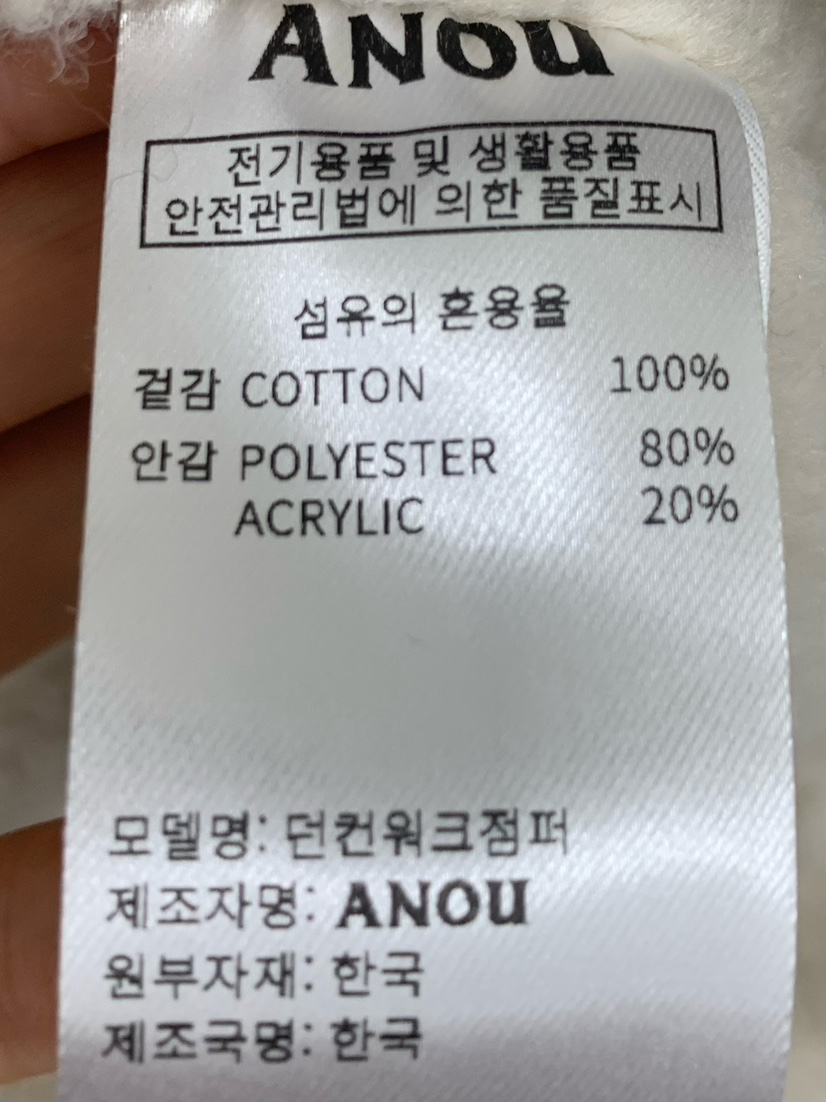 ANOU
전기용품 및 생활용품
안전관리법에 의한 품질표시
섬유의 혼용율
겉감 COTTON 100%
안감 POLYESTER 80%
ACRYLIC 20%
모델명: 던컨워크점퍼
제조자명: ANOU
원부자재: 한국
제조국명: 한국